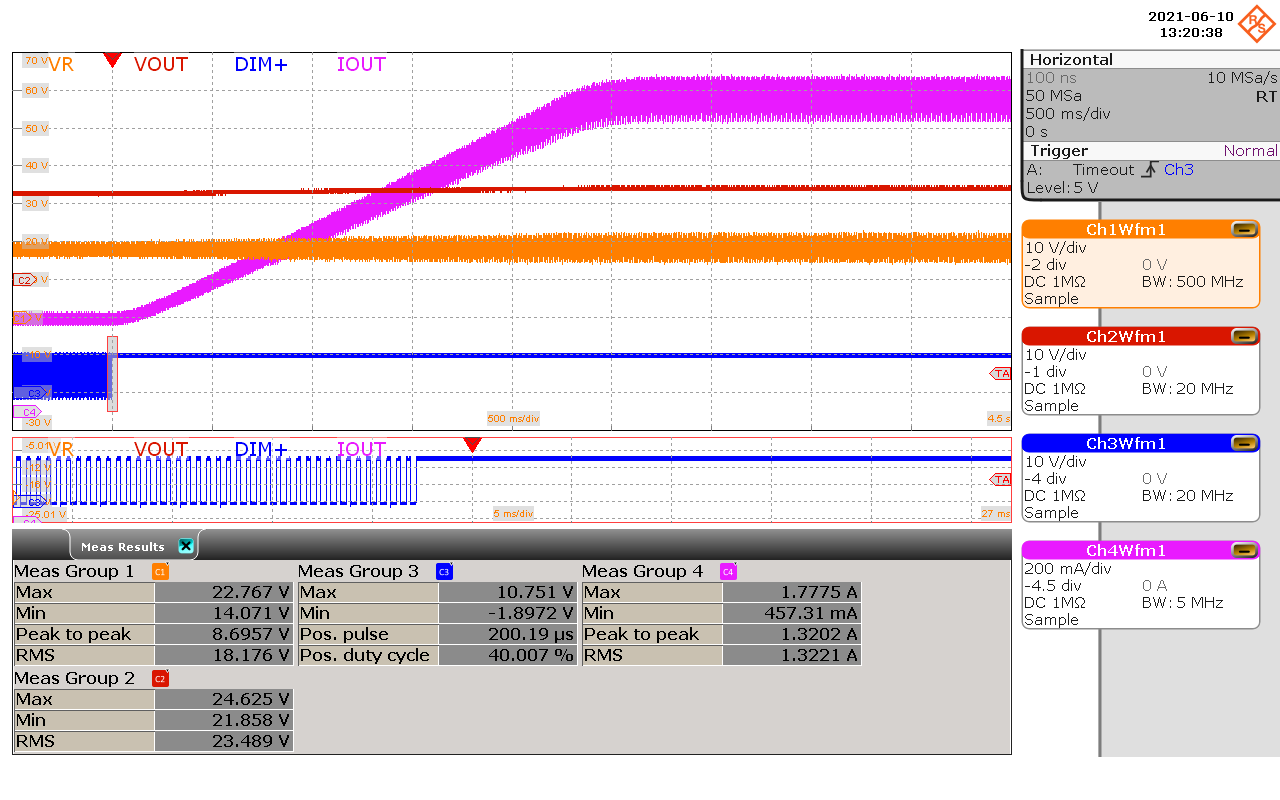 2021-06-10
13:20:38
R&S
70 V
VR
VOUT
DIM+
IOUT
60 V
50 V
40 V
30 V
20 V
C2
C3
C4
-30 V
500 ms/div
4.5 s
TA
-5.01
VR
VOUT
DIM+
IOUT
TA
-25.01 V
5 ms/div
27 ms
Horizontal
100 ns 10 MSa/s
50 MSa RT
500 ms/div
0 s
Trigger Normal
A: Timeout Ch3
Level: 5 V
Ch1Wfm1
10 V/div
-2 div 0 V
DC 1MΩ BW: 500 MHz
Sample
Ch2Wfm1
10 V/div
-1 div 0 V
DC 1MΩ BW: 20 MHz
Sample
Ch3Wfm1
10 V/div
-4 div 0 V
DC 1MΩ BW: 20 MHz
Sample
Ch4Wfm1
200 mA/div
-4.5 div 0 A
DC 1MΩ BW: 5 MHz
Sample
Meas Results
Meas Group 1 C1
Max 22.767 V
Min 14.071 V
Peak to peak 8.6957 V
RMS 18.176 V
Meas Group 3 C3
Max 10.751 V
Min -1.8972 V
Pos. pulse 200.19 µs
Pos. duty cycle 40.007 %
Meas Group 4 C4
Max 1.7775 A
Min 457.31 mA
Peak to peak 1.3202 A
RMS 1.3221 A
Meas Group 2 C2
Max 24.625 V
Min 21.858 V
RMS 23.489 V